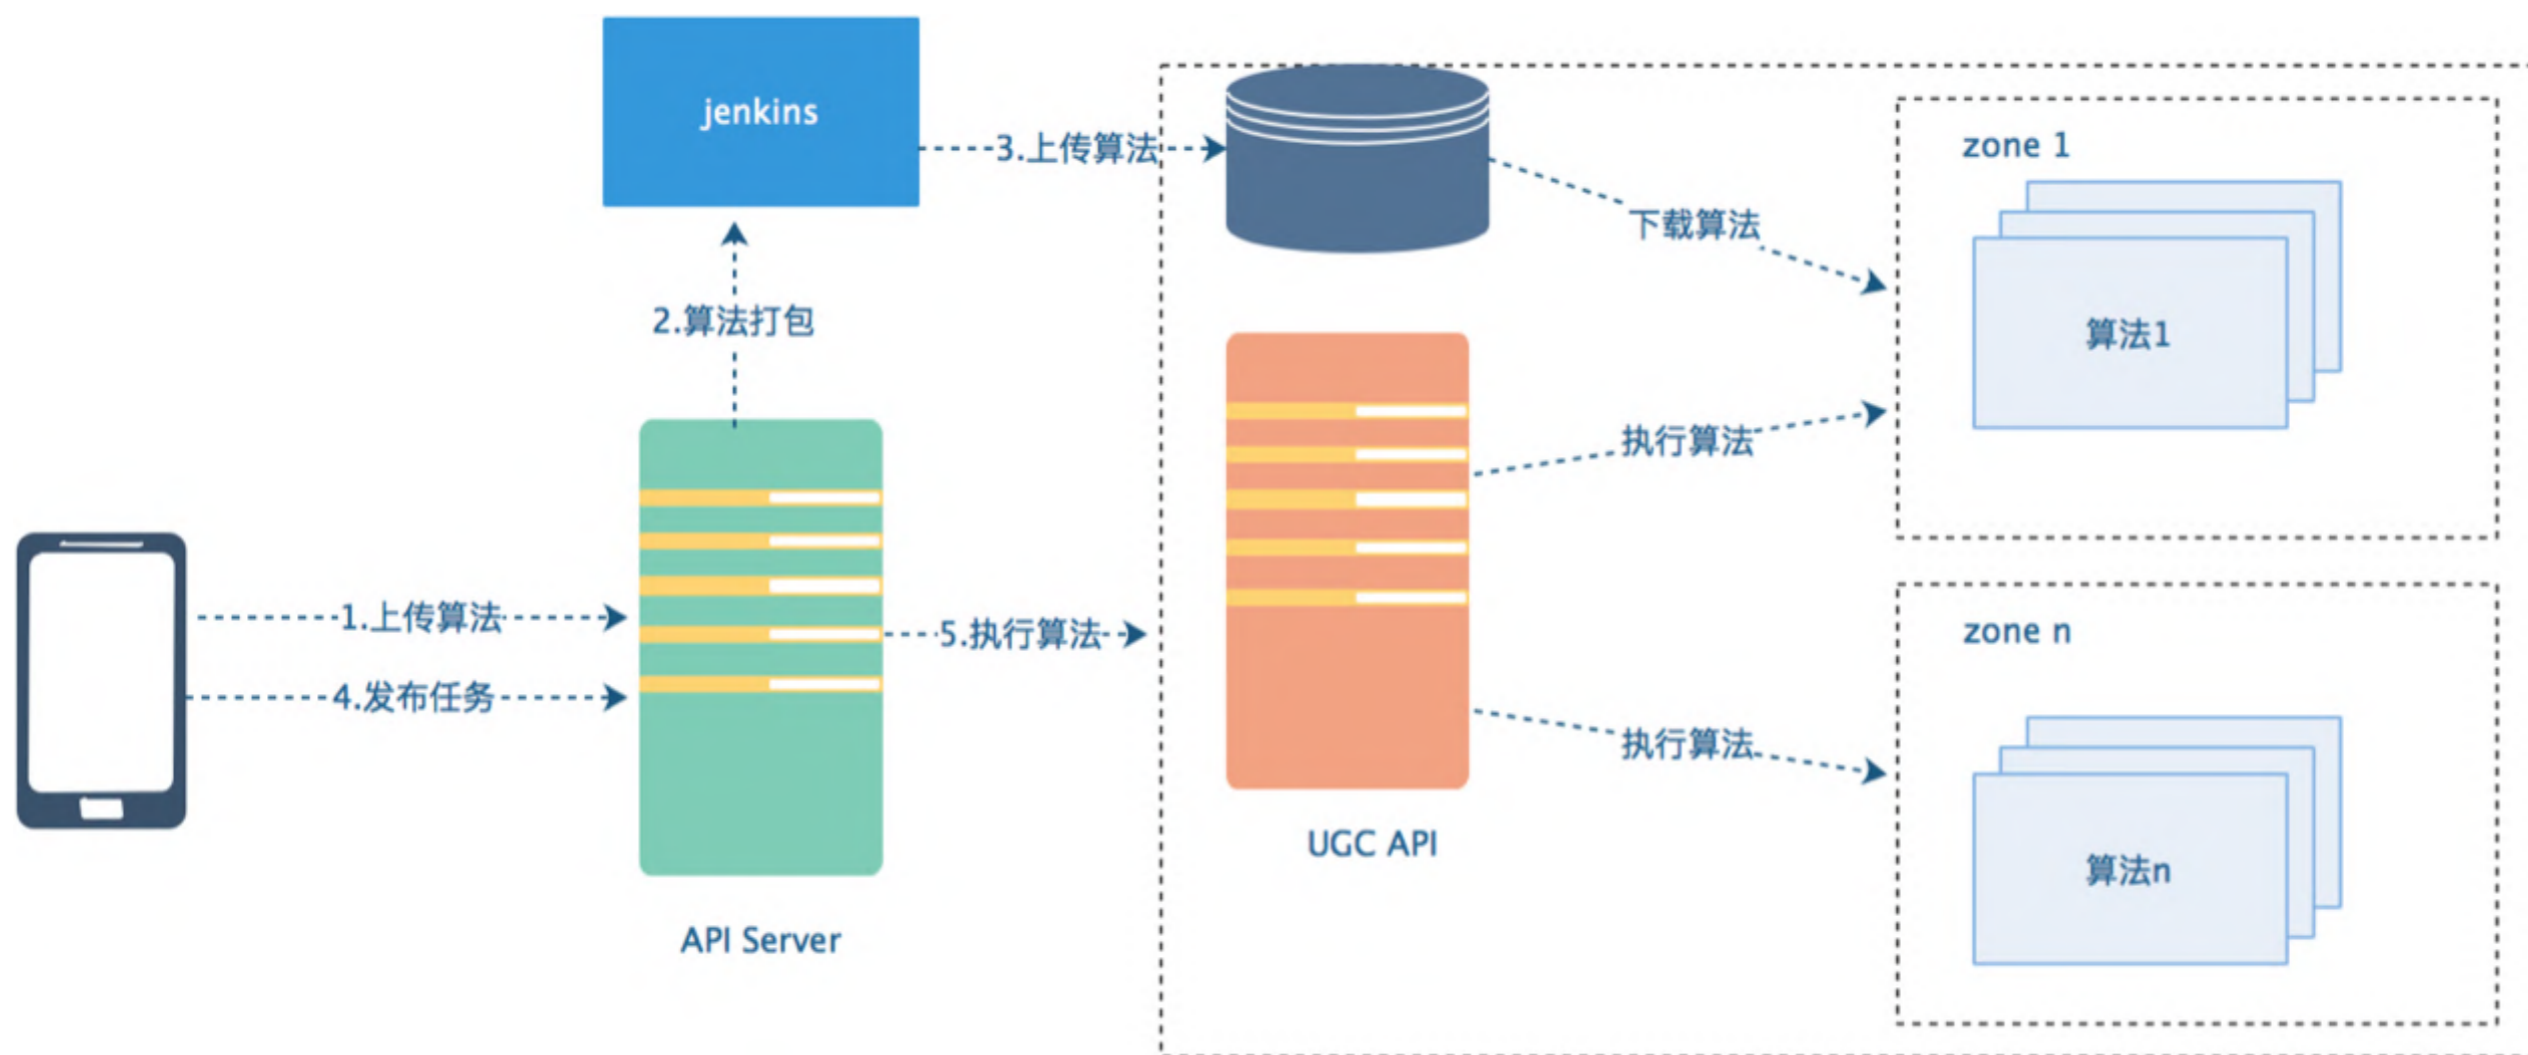 jenkins
3.上传算法
zone 1
下载算法
2.算法打包
算法1
执行算法
1.上传算法
5.执行算法
zone n
4.发布任务
执行算法
UGC API
算法n
API Server